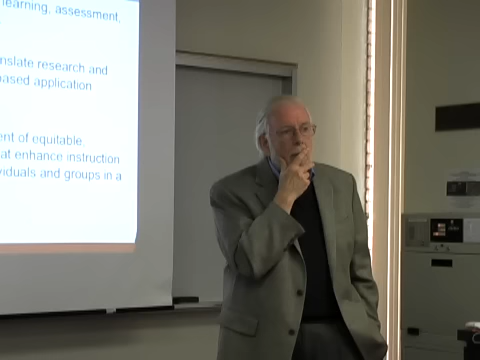 learning, assessment,
nslate research and
ased application
ent of equitable,
at enhance instruction
viduals and groups in a